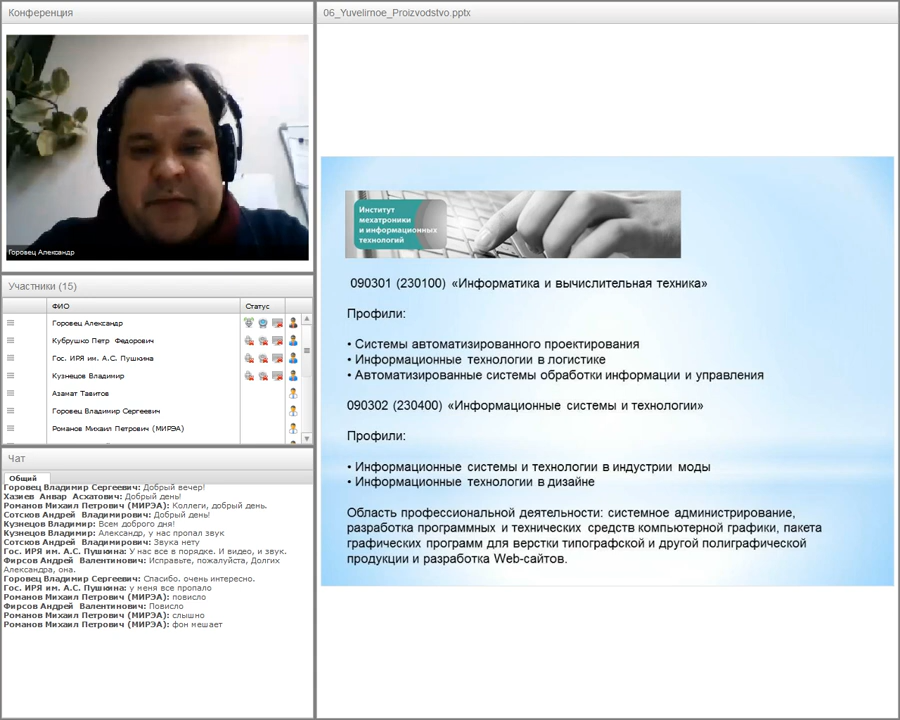 Конференция
Горовец Александр
Участники (15)
ФИО
Статус
Горовец Александр
Кубрушко Петр Федорович
Гос. ИРЯ им. А.С. Пушкина
Кузнецов Владимир
Азамат Тавитов
Горовец Владимир Сергеевич
Романов Михаил Петрович (МИРЭА)
Чат
Общий
Горовец Владимир Сергеевич: Добрый вечер!
Хазиев Анвар Асхатович: Добрый день!
Романов Михаил Петрович (МИРЭА): Коллеги, добрый день.
Сотсков Андрей Владимирович: Добрый день!
Кузнецов Владимир: Всем доброго дня!
Кузнецов Владимир: Александр, у нас пропал звук
Сотсков Андрей Владимирович: Звука нету
Гос. ИРЯ им. А.С. Пушкина: У нас все в порядке. И видео, и звук.
Фирсов Андрей Валентинович: Исправьте, пожалуйста, Долгих
Александра, она.
Горовец Владимир Сергеевич: Спасибо. очень интересно.
Гос. ИРЯ им. А.С. Пушкина: у меня все пропало
Романов Михаил Петрович (МИРЭА): повисло
Фирсов Андрей Валентинович: Повисло
Романов Михаил Петрович (МИРЭА): слышно
Романов Михаил Петрович (МИРЭА): фон мешает
06_Yuvelirnoe_Proizvodstvo.pptx
Институт
мехатроники
и информационных
технологий
090301 (230100) «Информатика и вычислительная техника»
Профили:
• Системы автоматизированного проектирования
• Информационные технологии в логистике
• Автоматизированные системы обработки информации и управления
090302 (230400) «Информационные системы и технологии»
Профили:
• Информационные системы и технологии в индустрии моды
• Информационные технологии в дизайне
Область профессиональной деятельности: системное администрирование,
разработка программных и технических средств компьютерной графики, пакета
графических программ для верстки типографской и другой полиграфической
продукции и разработка Web-сайтов.